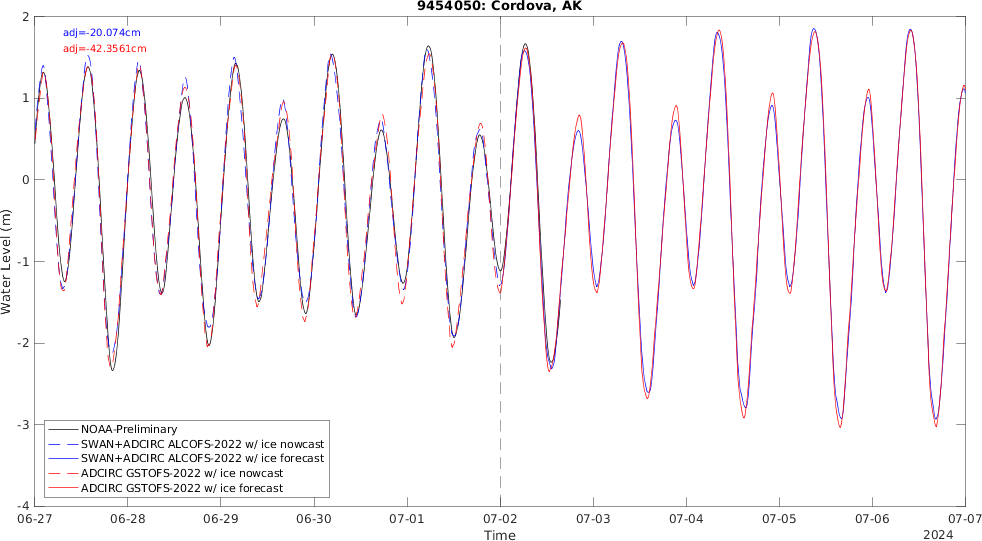 9454050: Cordova, AK
adj=-20.074cm
adj=-42.3561cm
2
1
0
-1
-2
-3
-4
Water Level (m)
NOAA-Preliminary
SWAN+ADCIRC ALCOFS-2022 w/ ice nowcast
SWAN+ADCIRC ALCOFS-2022 w/ ice forecast
ADCIRC GSTOFS-2022 w/ ice nowcast
ADCIRC GSTOFS-2022 w/ ice forecast
06-27 06-28 06-29 06-30 07-01 07-02 07-03 07-04 07-05 07-06 07-07
Time
2024